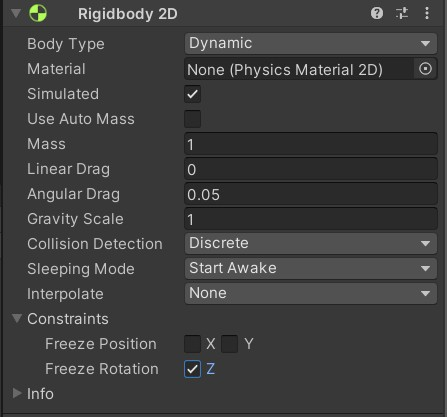 Rigidbody 2D
Body Type Dynamic
Material None (Physics Material 2D)
Simulated
Use Auto Mass
Mass 1
Linear Drag 0
Angular Drag 0.05
Gravity Scale 1
Collision Detection Discrete
Sleeping Mode Start Awake
Interpolate None
Constraints
Freeze Position X Y
Freeze Rotation Z
Info